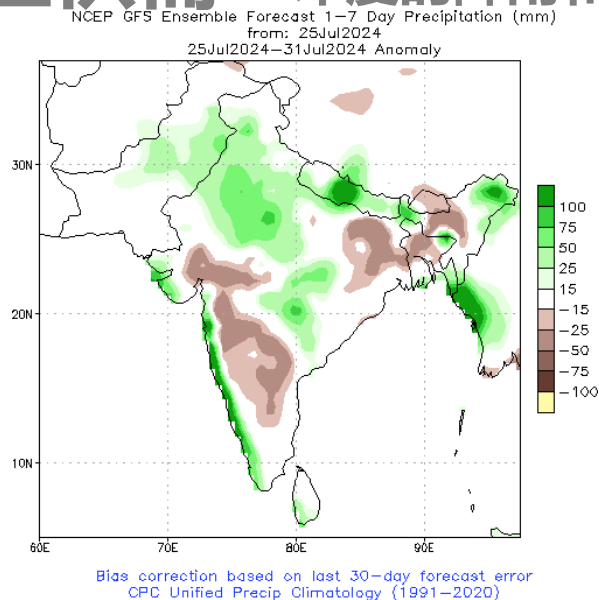 NCEP GFS Ensemble Forecast 1-7 Day Precipitation (mm)
from: 25Jul2024
25Jul2024-31Jul2024 Anomaly
30N
20N
10N
60E
70E
80E
90E
100
75
50
25
15
-15
-25
-50
-75
-100
Bias correction based on last 30-day forecast error
CPC Unified Precip Climatology (1991-2020)